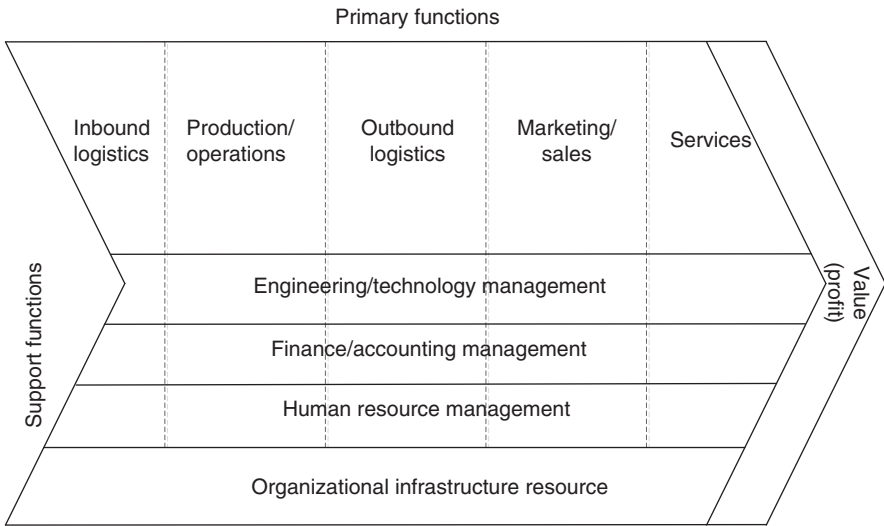 Primary functions
Inbound
logistics
Production/
operations
Outbound
logistics
Marketing/
sales
Services
Support functions
Engineering/technology management
Finance/accounting management
Human resource management
Organizational infrastructure resource
Value
(profit)